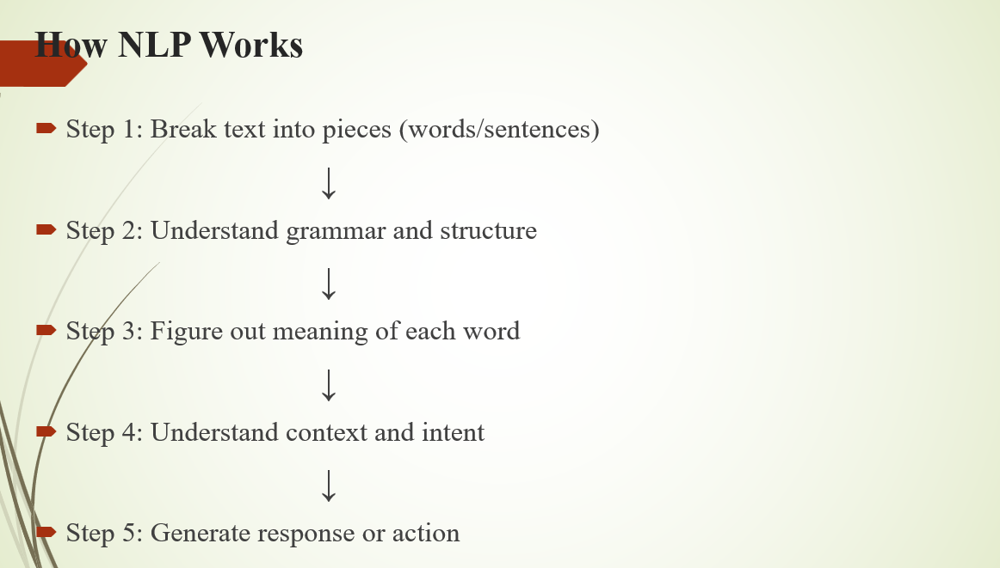 How NLP Works
Step 1: Break text into pieces (words/sentences)
↓
Step 2: Understand grammar and structure
↓
Step 3: Figure out meaning of each word
↓
Step 4: Understand context and intent
↓
Step 5: Generate response or action